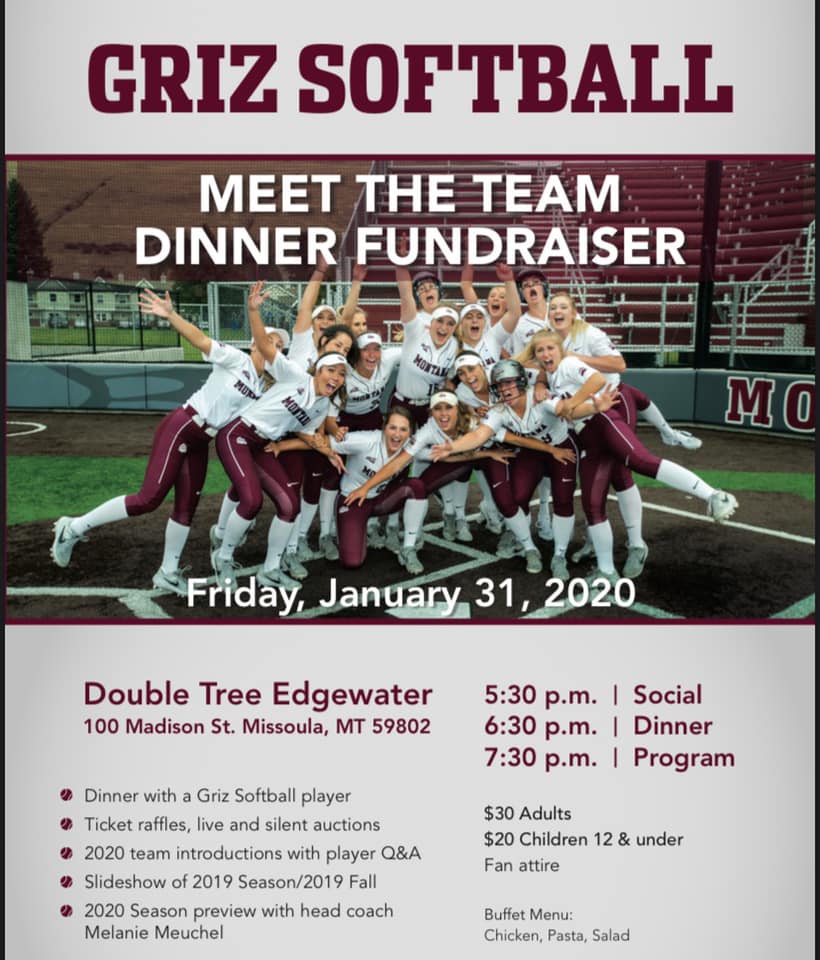 GRIZ SOFTBALL
MEET THE TEAM
DINNER FUNDRAISER
MONTANA
15
MO
Friday, January 31, 2020
Double Tree Edgewater
100 Madison St. Missoula, MT 59802
Dinner with a Griz Softball player
Ticket raffles, live and silent auctions
2020 team introductions with player Q&A
Slideshow of 2019 Season/2019 Fall
2020 Season preview with head coach
Melanie Meuchel
5:30 p.m. | Social
6:30 p.m. | Dinner
7:30 p.m. | Program
$30 Adults
$20 Children 12 & under
Fan attire
Buffet Menu:
Chicken, Pasta, Salad